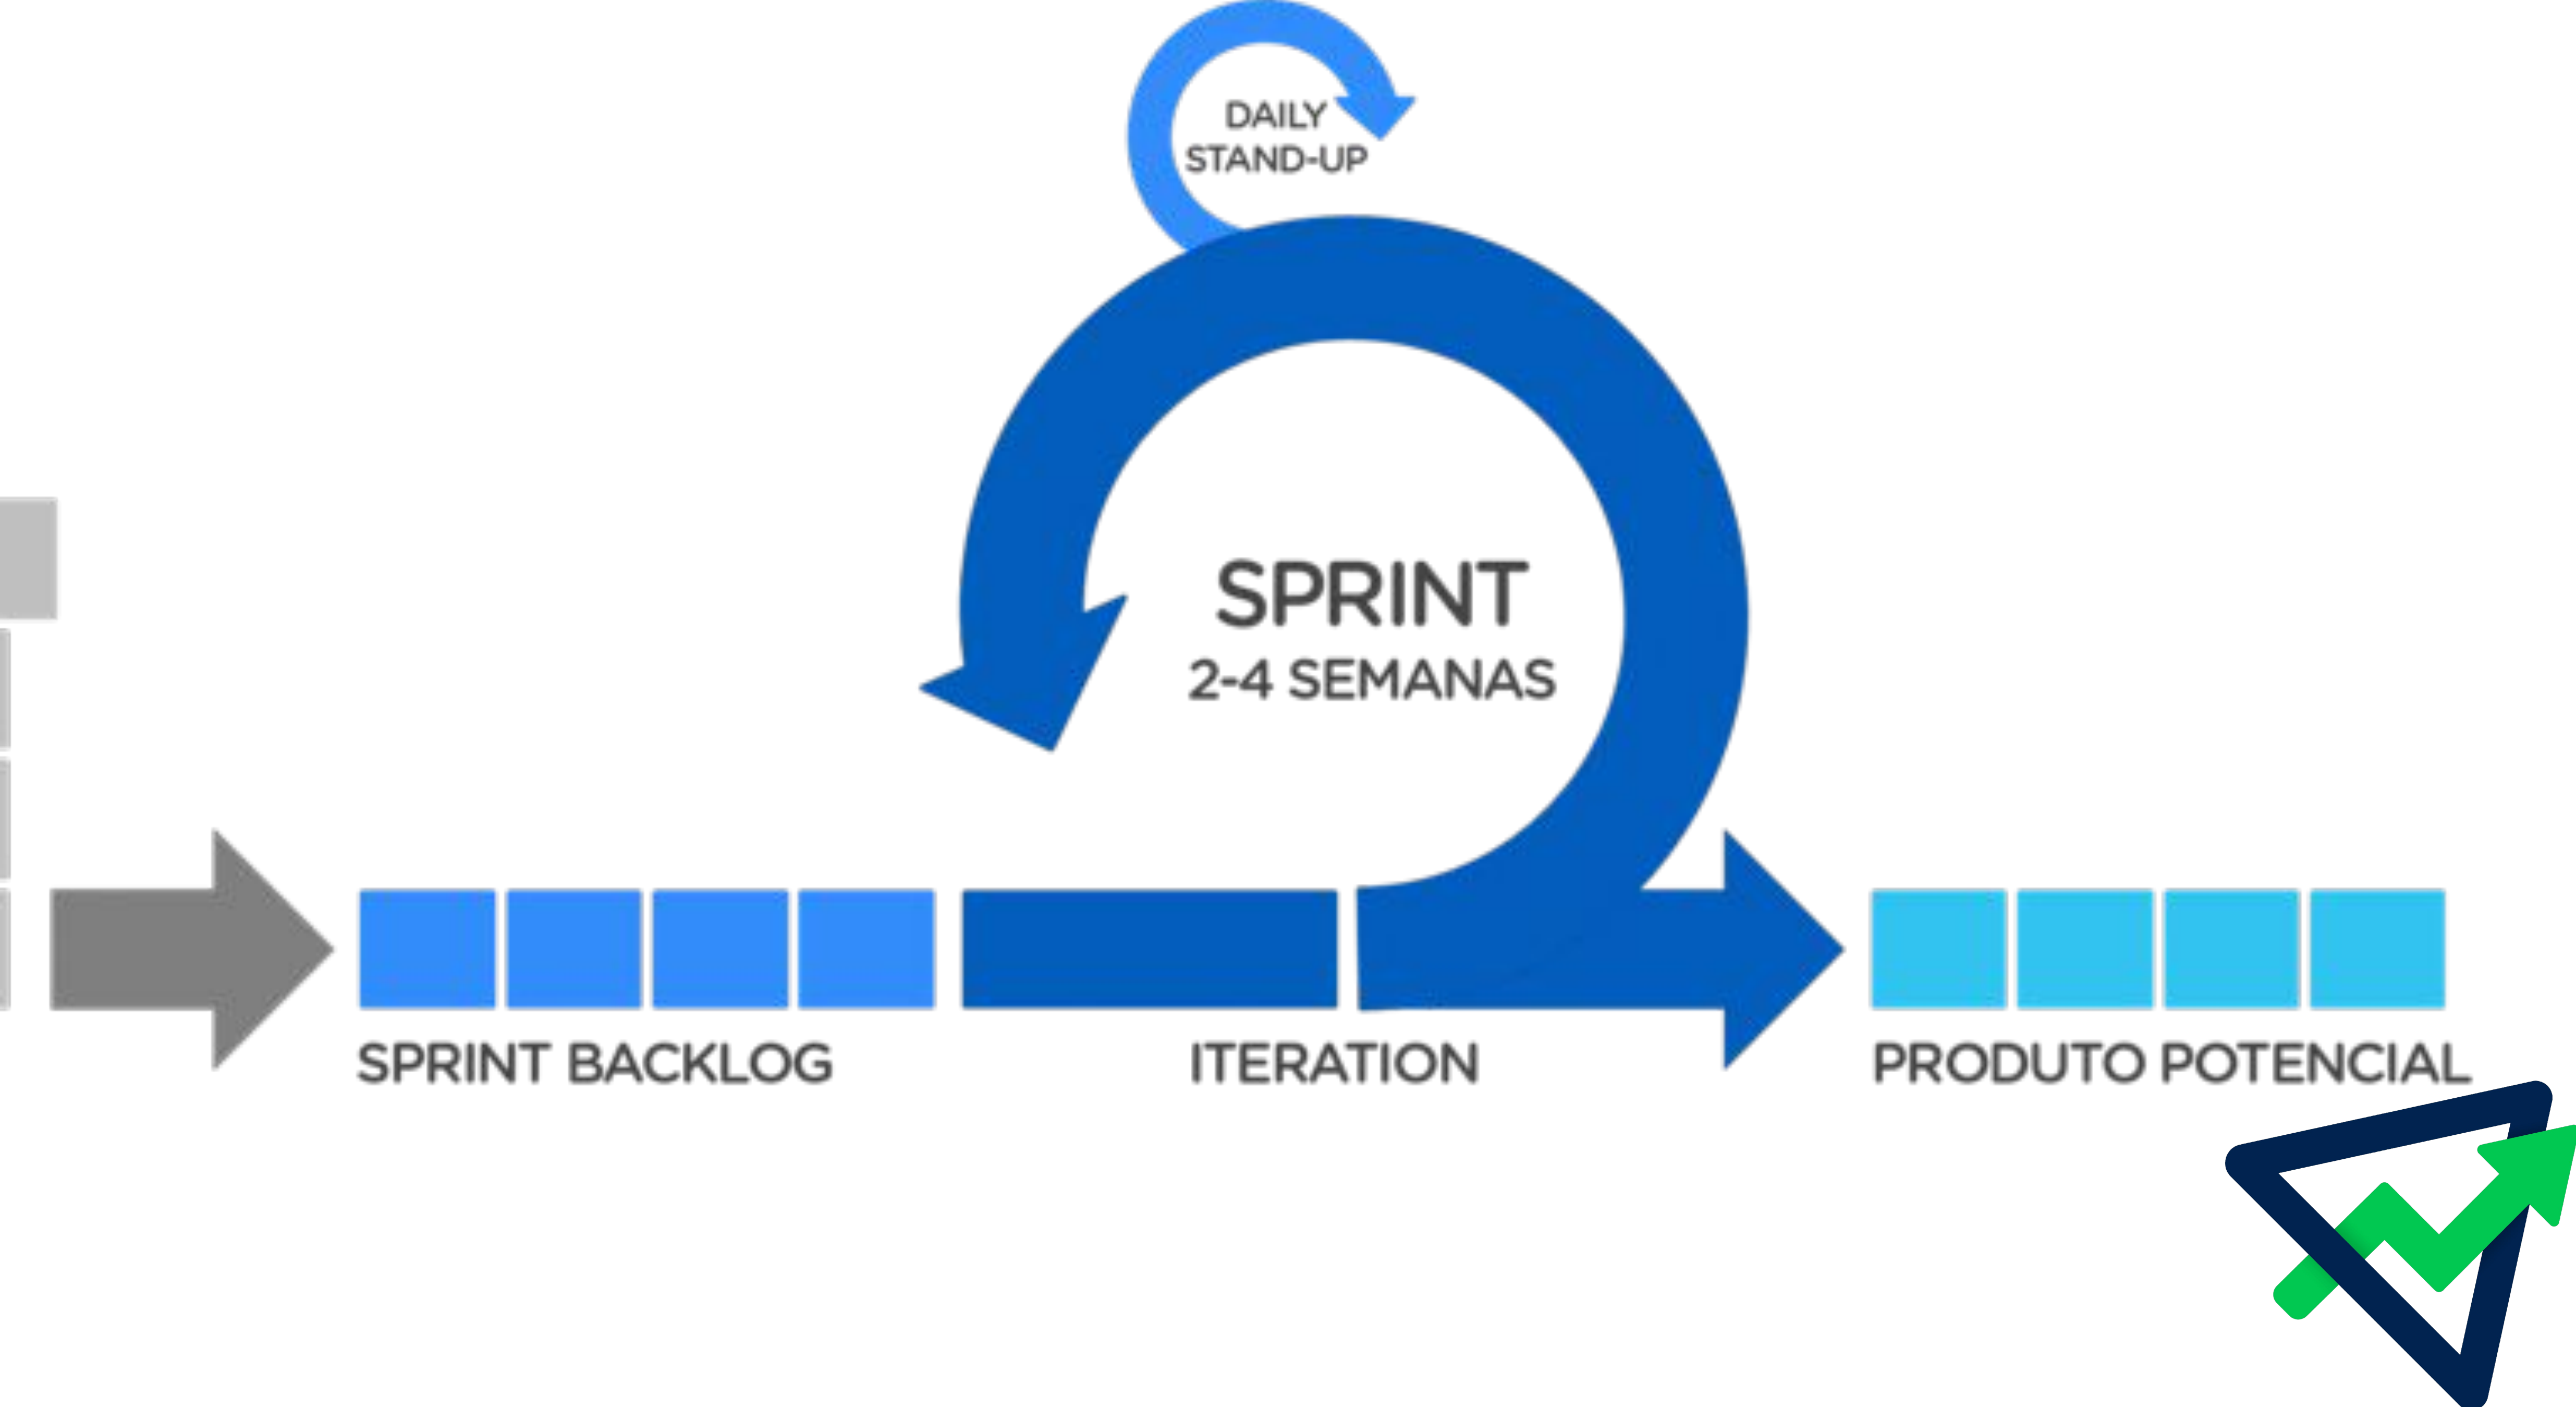 DAILY
STAND-UP
SPRINT
2-4 SEMANAS
SPRINT BACKLOG
ITERATION
PRODUTO POTENCIAL